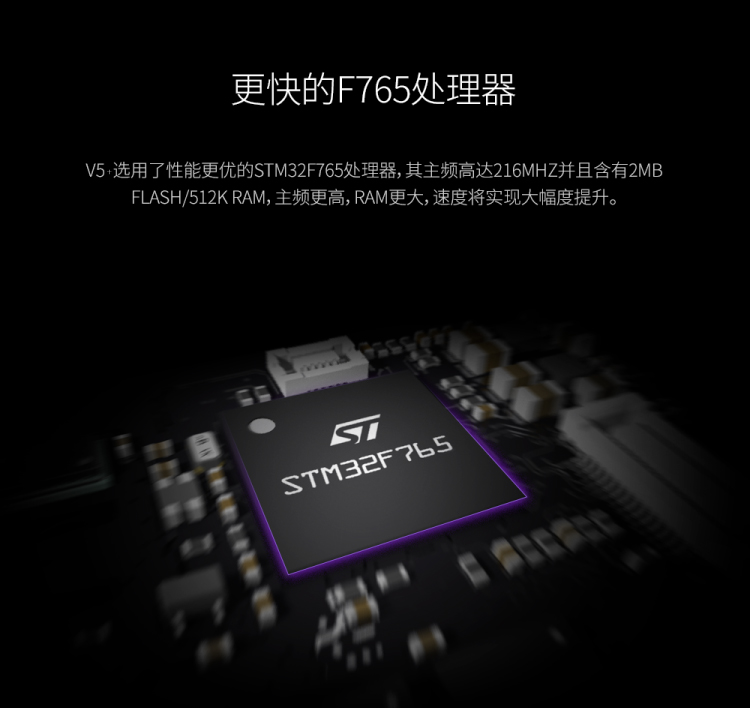 更快的F765处理器
V5,选用了性能更优的STM32F765处理器,其主频高达216MHZ并且含有2MB
FLASH/512K RAM,主频更高,RAM更大,速度将实现大幅度提升。
ST
STM32F765